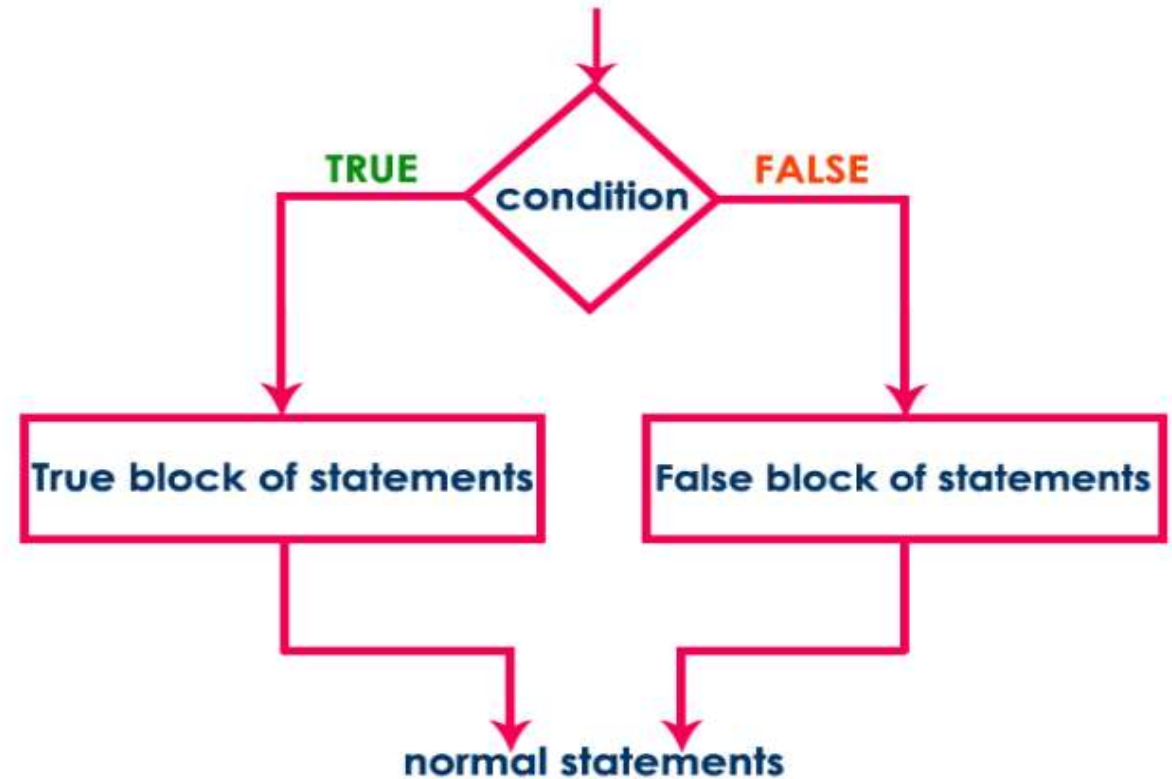 TRUE
FALSE
condition
True block of statements
False block of statements
normal statements